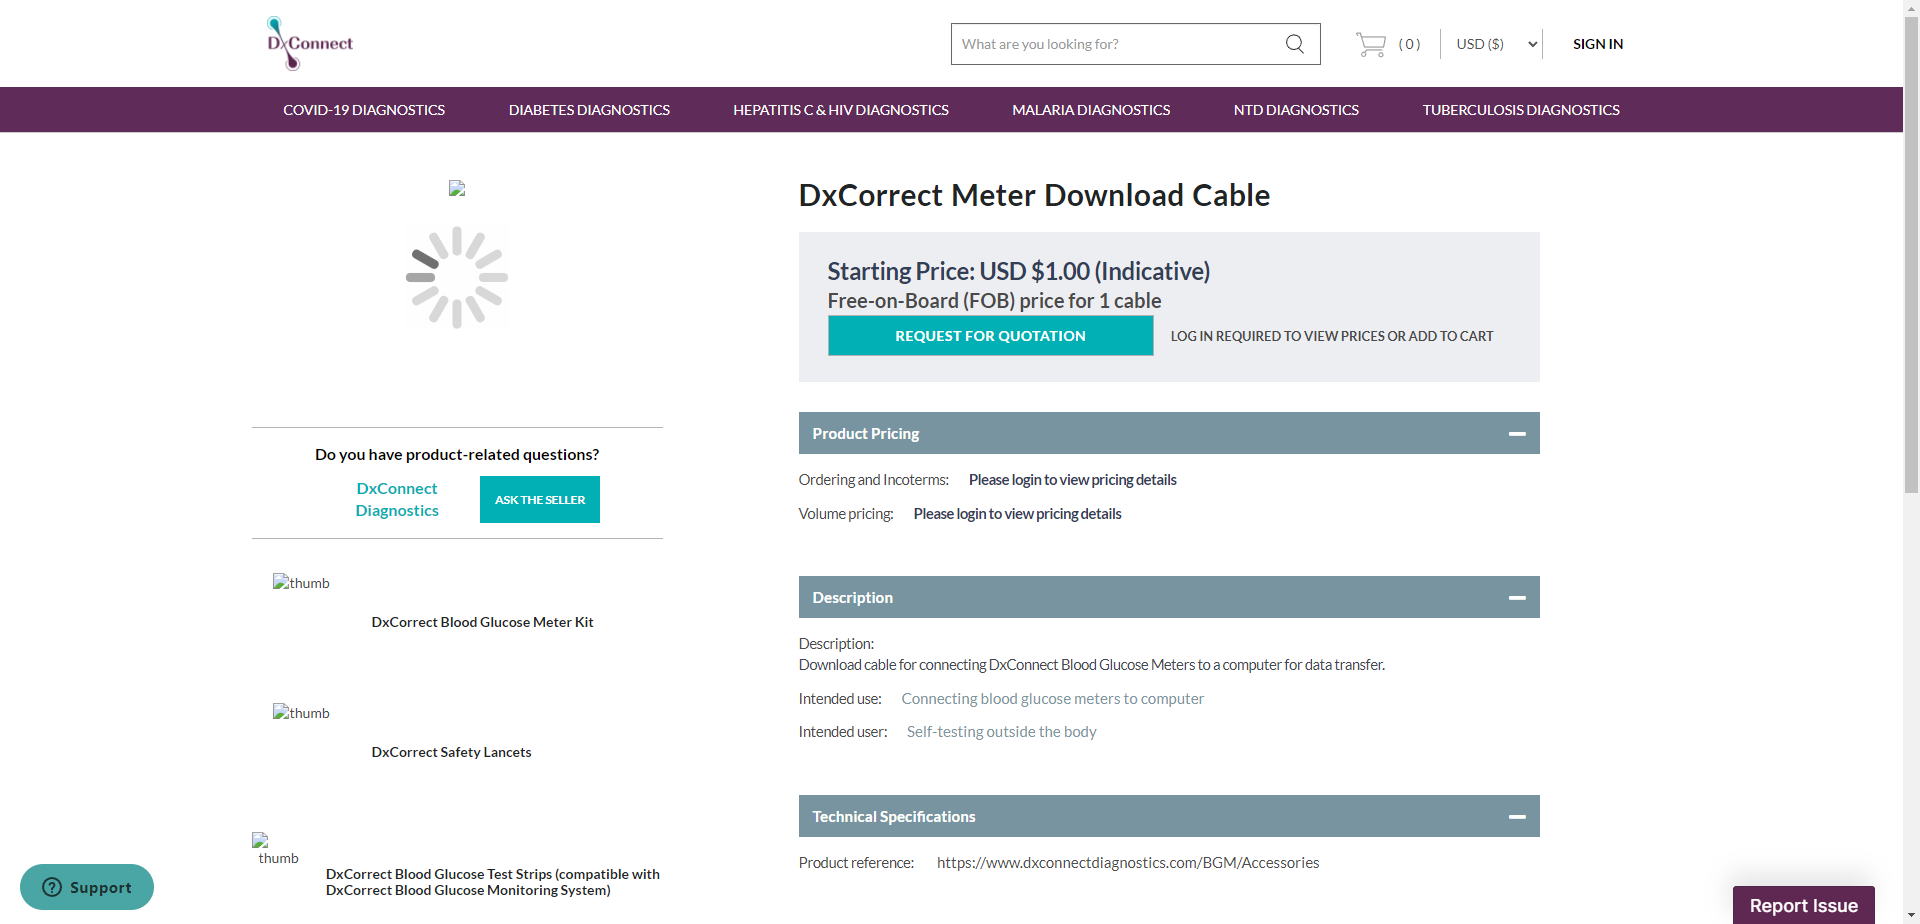 DxConnect
What are you looking for?
( 0 )
USD ($)
SIGN IN
COVID-19 DIAGNOSTICS
DIABETES DIAGNOSTICS
HEPATITIS C & HIV DIAGNOSTICS
MALARIA DIAGNOSTICS
NTD DIAGNOSTICS
TUBERCULOSIS DIAGNOSTICS
DxCorrect Meter Download Cable
Starting Price: USD $1.00 (Indicative)
Free-on-Board (FOB) price for 1 cable
REQUEST FOR QUOTATION
LOG IN REQUIRED TO VIEW PRICES OR ADD TO CART
Do you have product-related questions?
DxConnect
Diagnostics
ASK THE SELLER
thumb
DxCorrect Blood Glucose Meter Kit
thumb
DxCorrect Safety Lancets
thumb
DxCorrect Blood Glucose Test Strips (compatible with
DxCorrect Blood Glucose Monitoring System)
Product Pricing
Ordering and Incoterms: Please login to view pricing details
Volume pricing: Please login to view pricing details
Description
Description:
Download cable for connecting DxConnect Blood Glucose Meters to a computer for data transfer.
Intended use: Connecting blood glucose meters to computer
Intended user: Self-testing outside the body
Technical Specifications
Product reference: https://www.dxconnectdiagnostics.com/BGM/Accessories
Support
Report Issue